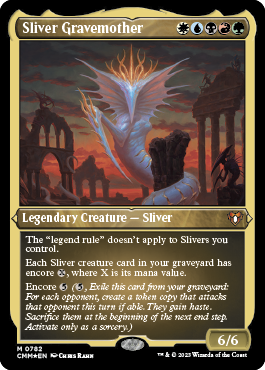 Sliver Gravemother
Legendary Creature — Sliver
The "legend rule" doesn't apply to Slivers
you control.
Each Sliver creature card in your graveyard has
encore X, where X is its mana value.
Encore 5 (5, Exile this card from your graveyard:
For each opponent, create a token copy that attacks
that opponent this turn if able. They gain haste.
Sacrifice them at the beginning of the next end step.
Activate only as a sorcery.)
6/6
M 0782
CMM EN Chris Rahn
™ & © 2023 Wizards of the Coast